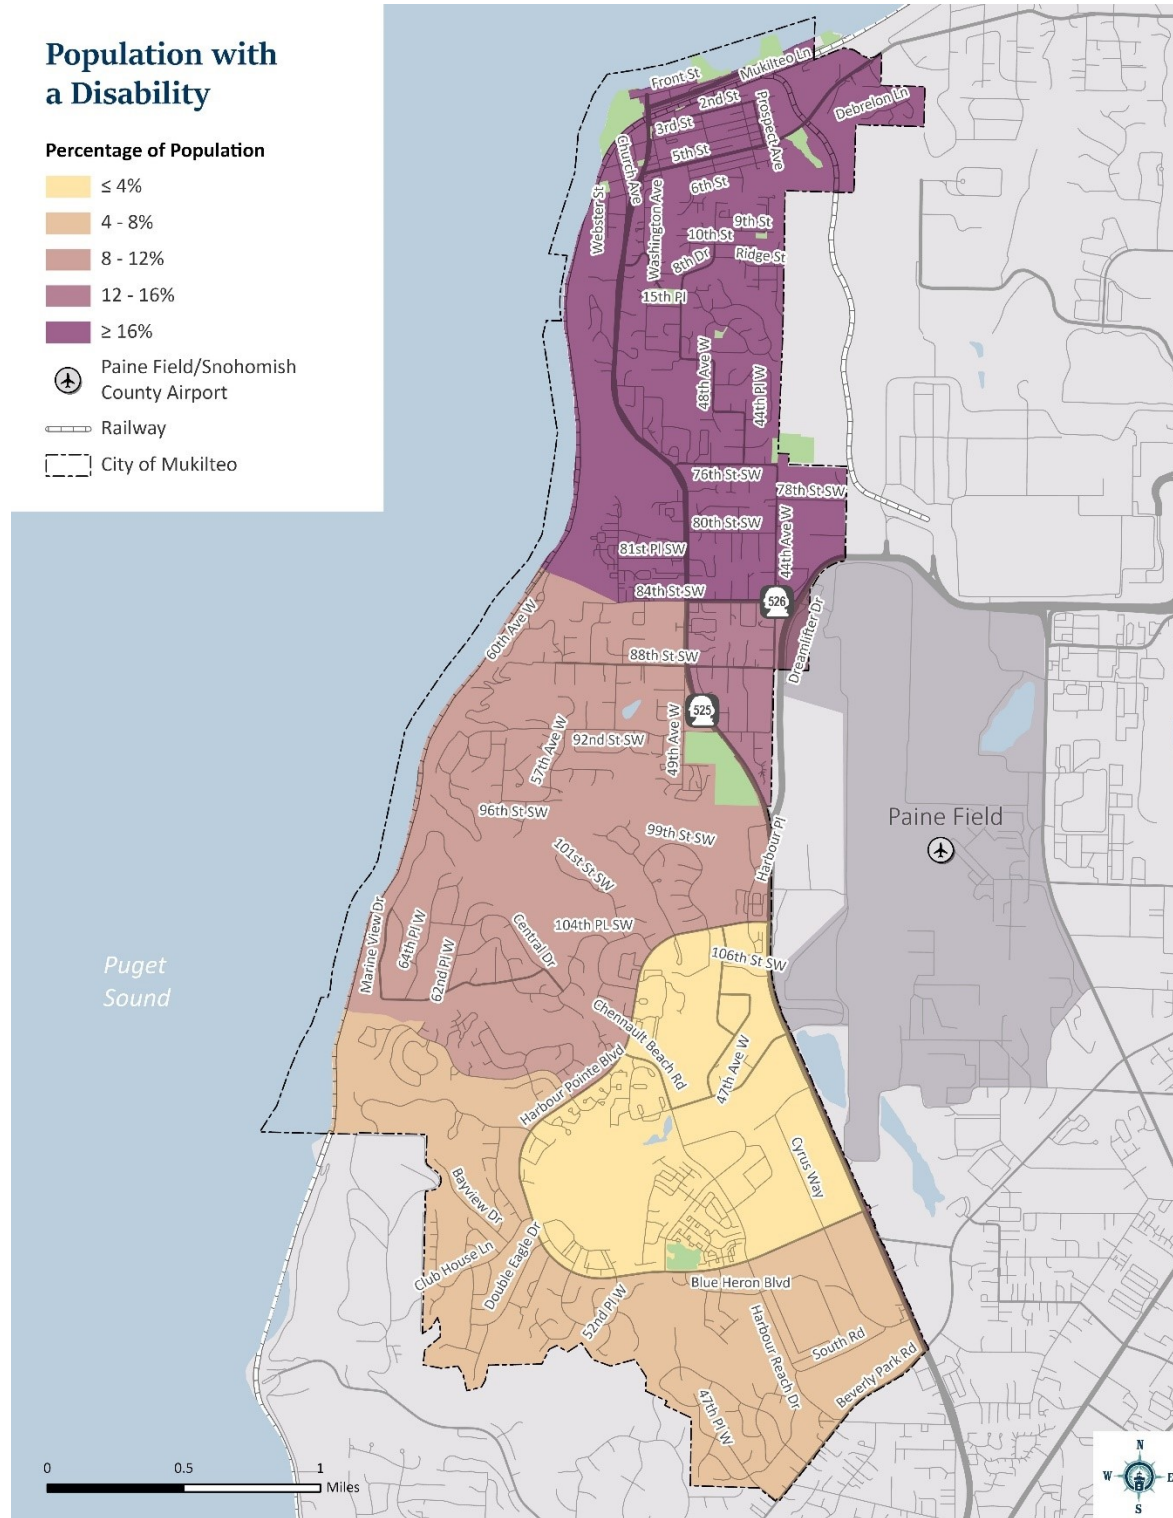 Population with
a Disability
Percentage of Population
≤ 4%
4 - 8%
8 - 12%
12 - 16%
≥ 16%
Paine Field/Snohomish
County Airport
Railway
City of Mukilteo
Front St
Mukilteo Ln
2nd St
Prospect Ave
Debrelon Ln
3rd St
5th St
Church Ave
6th St
Webster St
Washington Ave
9th St
10th St
8th Dr
Ridge St
15th Pl
48th Ave W
44th Pl W
76th St SW
78th St SW
80th St SW
44th Ave W
81st Pl SW
84th St SW
526
60th Ave W
Dreamlifter Dr
88th St SW
525
49th Ave W
57th Ave W
92nd St SW
96th St SW
99th St SW
Harbour Pl
Paine Field
101st St SW
Marine View Dr
64th Pl W
62nd Pl W
Central Dr
104th PL SW
106th St SW
Puget
Sound
Chennault Beach Rd
47th Ave W
Harbour Pointe Blvd
Cyrus Way
Bayview Dr
Club House Ln
Double Eagle Dr
Blue Heron Blvd
52nd Pl W
Harbour Reach Dr
South Rd
Beverly Park Rd
47th Pl W
0 0.5 1
Miles
N
W E
S